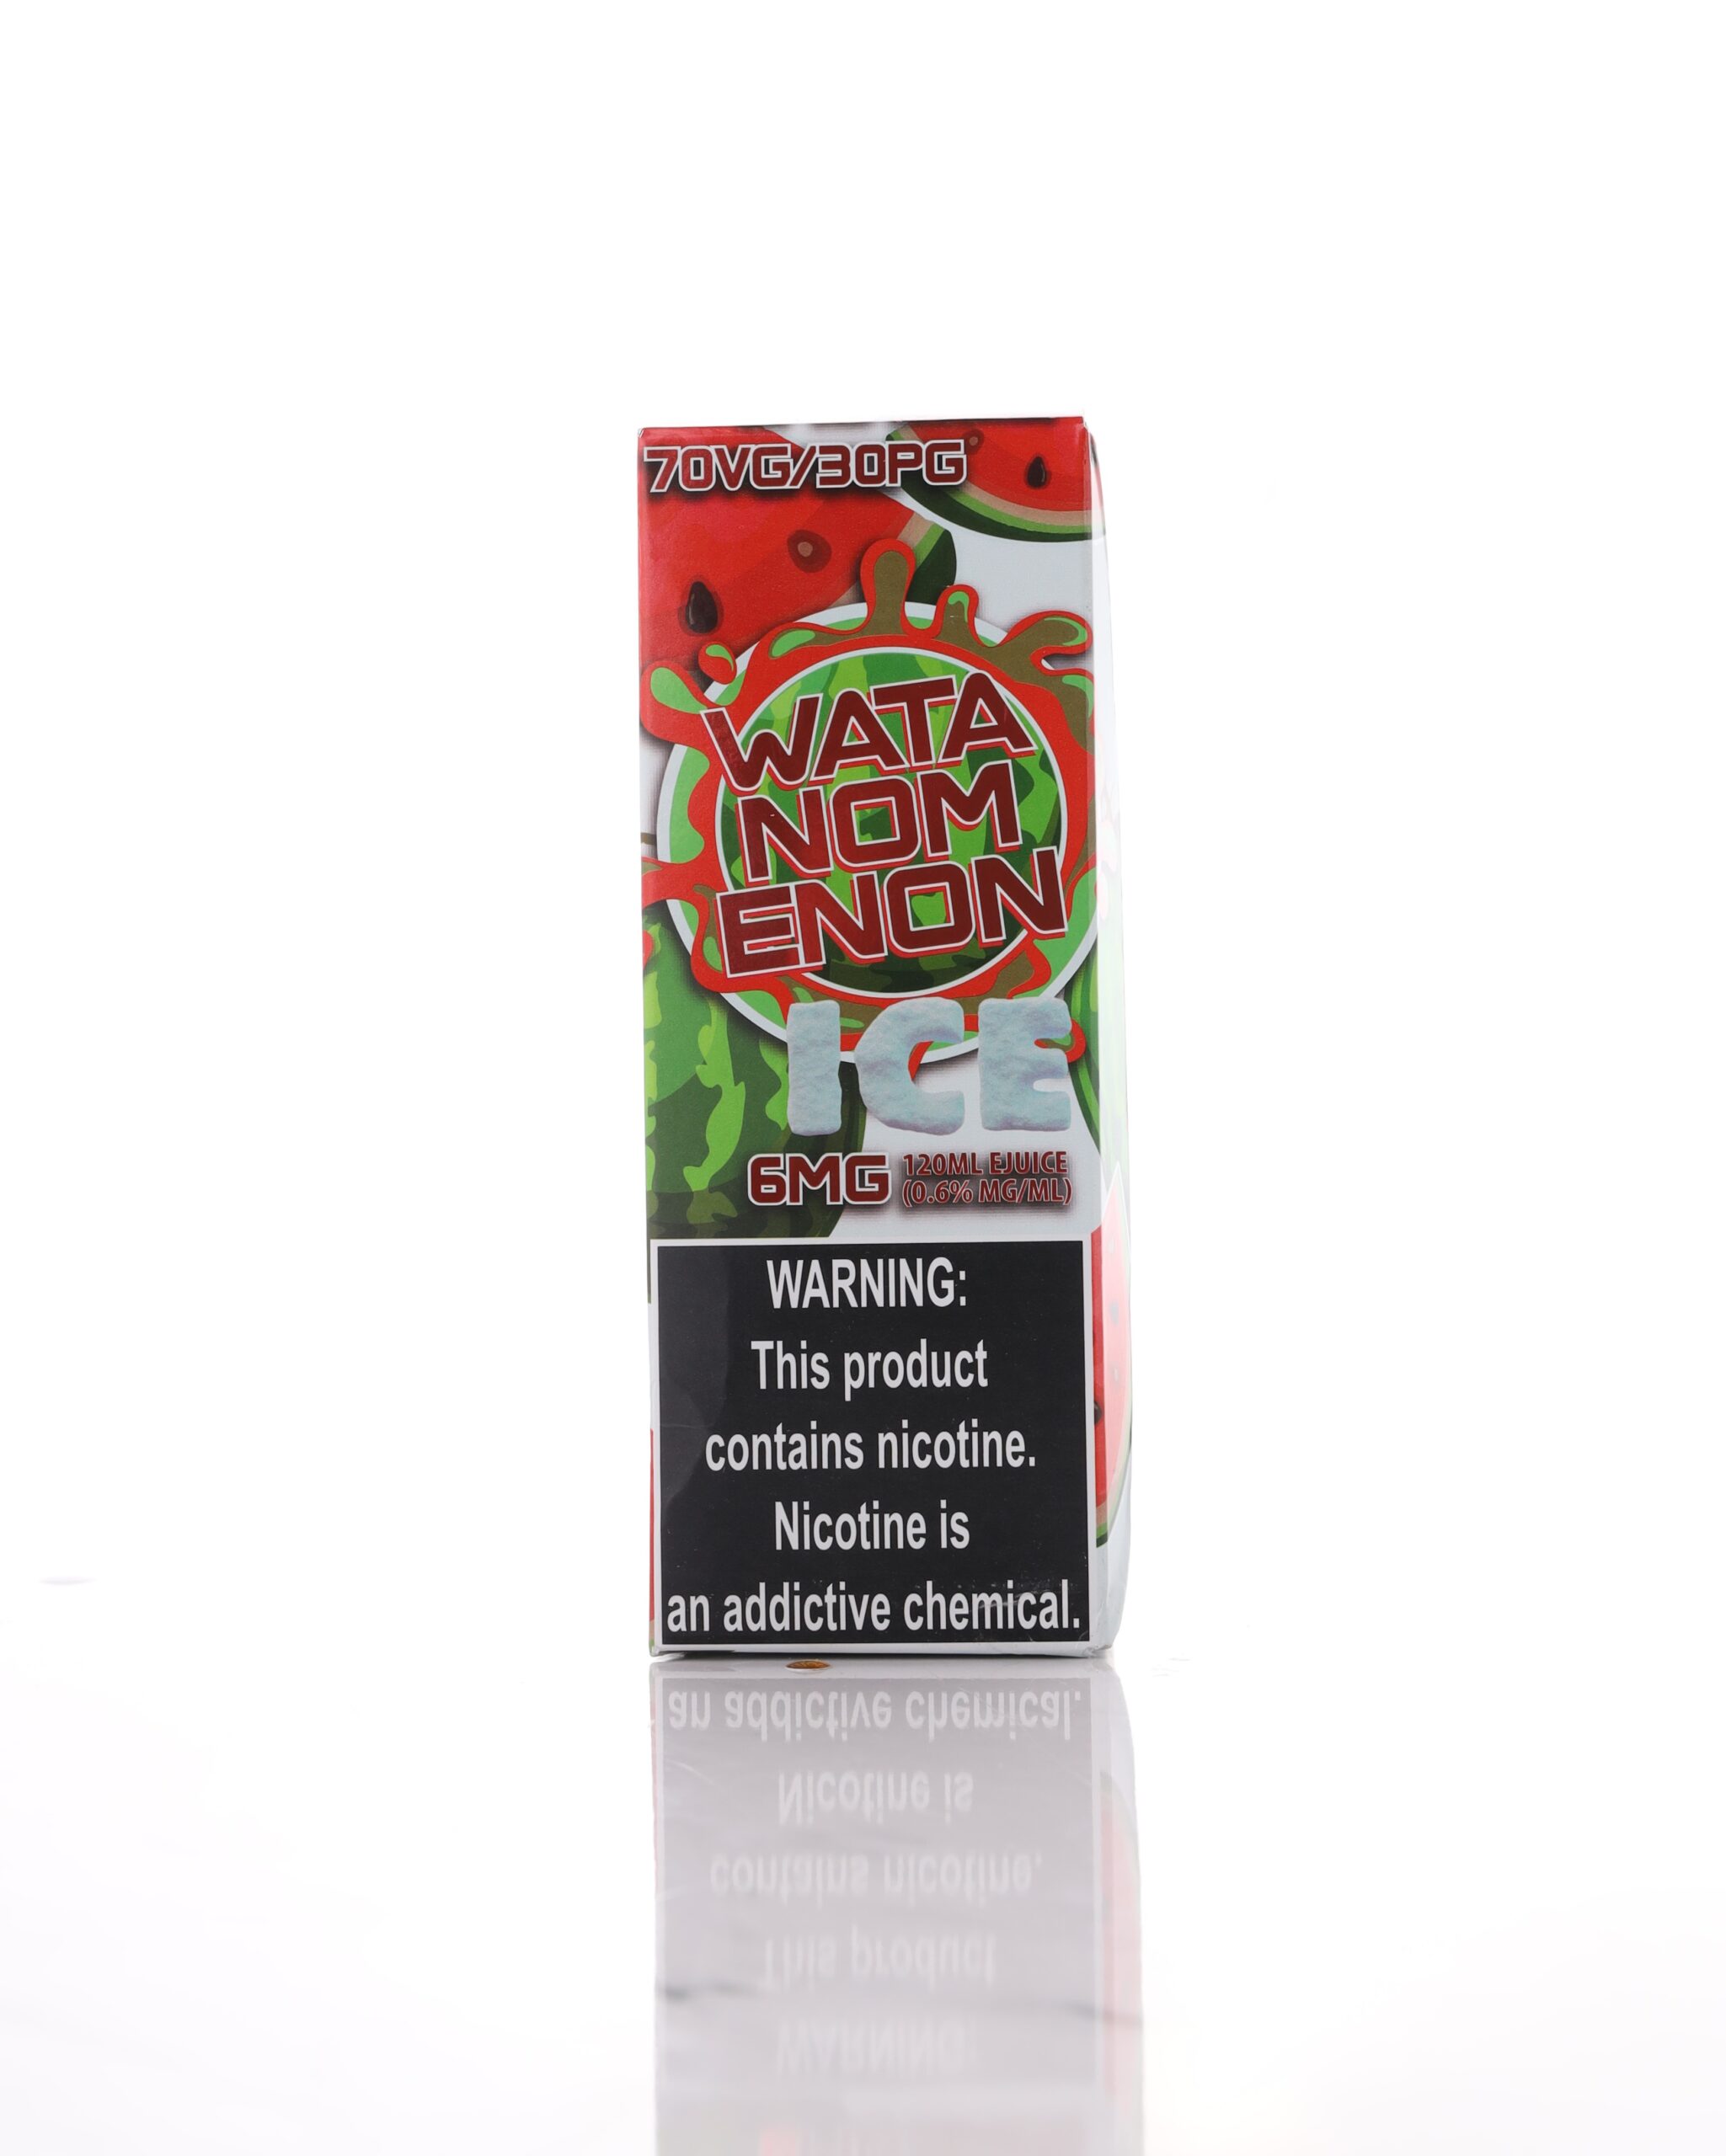 70VG/30PG
WATA
NOM
ENON
ICE
6MG
120ML EJUICE
(0.6% MG/ML)
WARNING:
This product
contains nicotine.
Nicotine is
an addictive chemical.